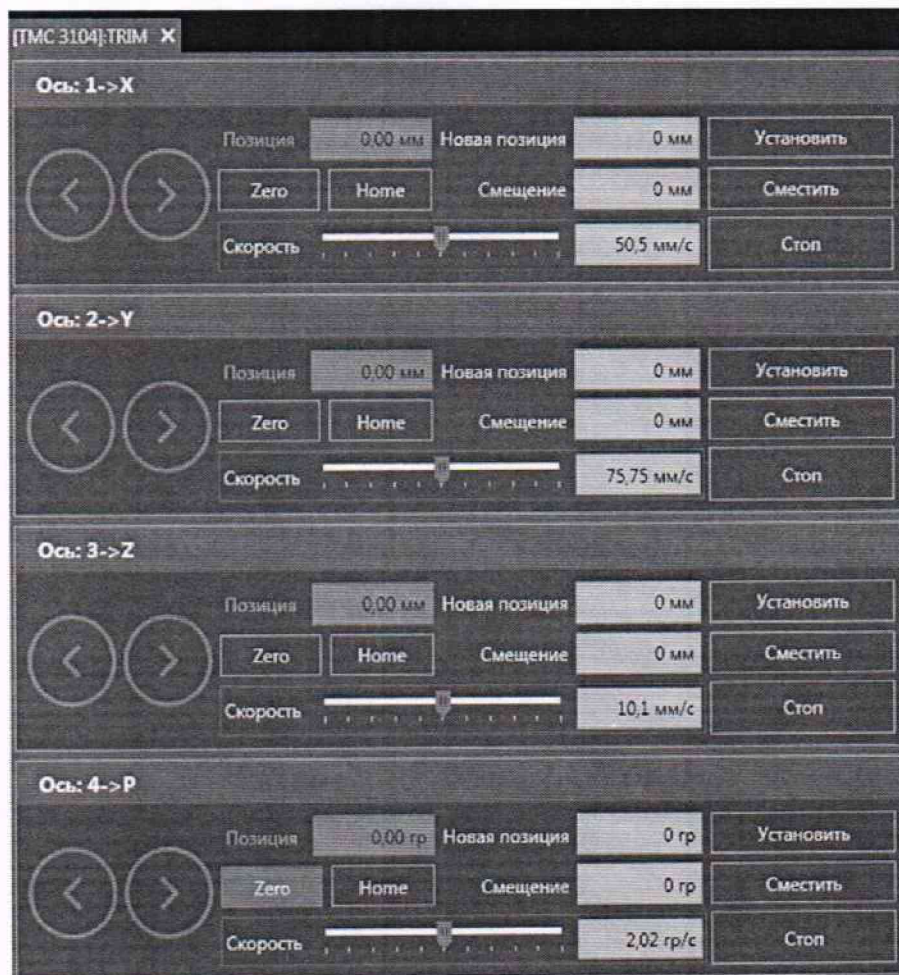 [TMC 3104]:TRIM ✕
Ось: 1->X
Позиция 0,00 мм Новая позиция 0 мм Установить
Zero Home Смещение 0 мм Сместить
Скорость 50,5 мм/с Стоп
Ось: 2->Y
Позиция 0,00 мм Новая позиция 0 мм Установить
Zero Home Смещение 0 мм Сместить
Скорость 75,75 мм/с Стоп
Ось: 3->Z
Позиция 0,00 мм Новая позиция 0 мм Установить
Zero Home Смещение 0 мм Сместить
Скорость 10,1 мм/с Стоп
Ось: 4->P
Позиция 0,00 гр Новая позиция 0 гр Установить
Zero Home Смещение 0 гр Сместить
Скорость 2,02 гр/с Стоп